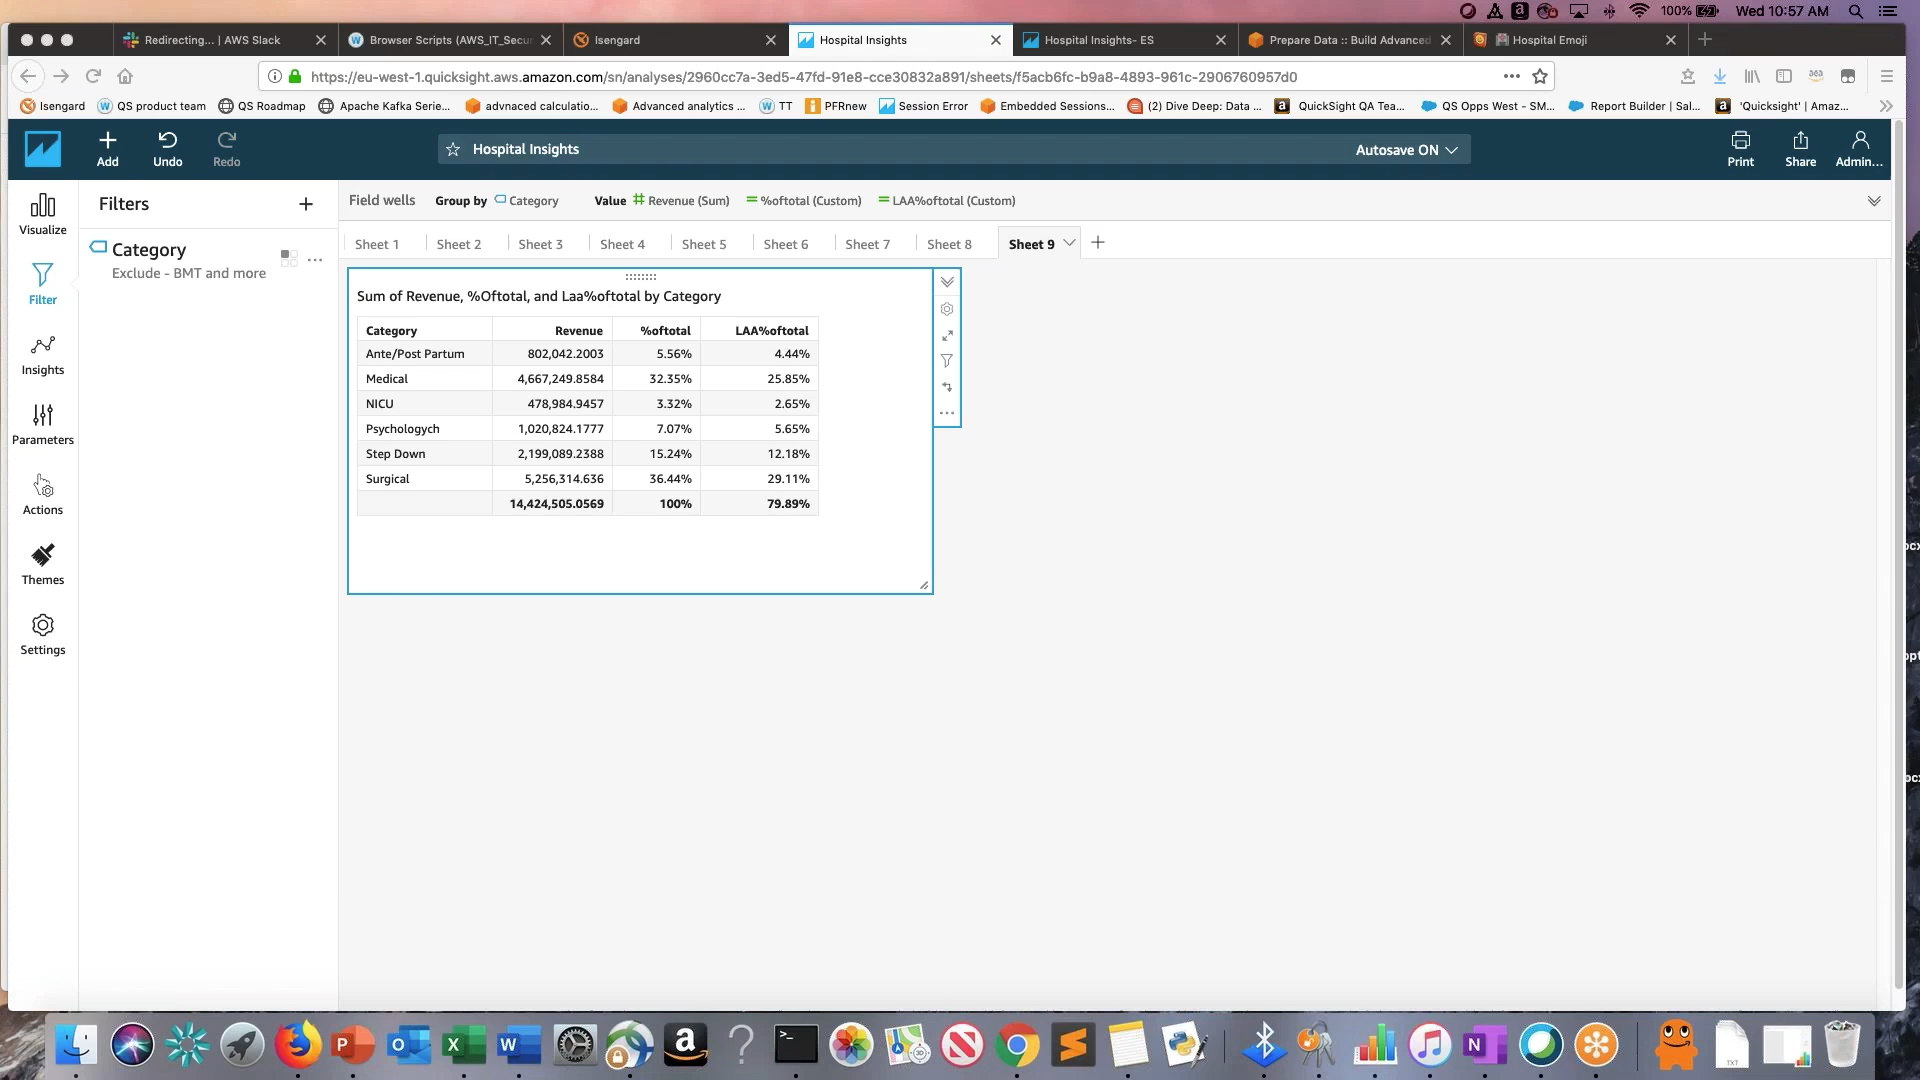 100% Wed 10:57 AM
Redirecting... | AWS Slack
Browser Scripts (AWS_IT_Secur
Isengard
Hospital Insights
Hospital Insights- ES
Prepare Data :: Build Advanced
Hospital Emoji
https://eu-west-1.quicksight.aws.amazon.com/sn/analyses/2960cc7a-3ed5-47fd-91e8-cce30832a891/sheets/f5acb6fc-b9a8-4893-961c-2906760957d0
Isengard
QS product team
QS Roadmap
Apache Kafka Serie...
advnaced calculatio...
Advanced analytics ...
TT
PFRnew
Session Error
Embedded Sessions...
(2) Dive Deep: Data ...
QuickSight QA Tea...
QS Opps West - SM...
Report Builder | Sal...
'Quicksight' | Amaz...
Add
Undo
Redo
Hospital Insights
Autosave ON
Print
Share
Admin...
Visualize
Filter
Insights
Parameters
Actions
Themes
Settings
Filters
Category
Exclude - BMT and more
Field wells Group by Category Value Revenue (Sum) %oftotal (Custom) LAA%oftotal (Custom)
Sheet 1 Sheet 2 Sheet 3 Sheet 4 Sheet 5 Sheet 6 Sheet 7 Sheet 8 Sheet 9
Sum of Revenue, %Oftotal, and Laa%oftotal by Category
Category Revenue %oftotal LAA%oftotal
Ante/Post Partum 802,042.2003 5.56% 4.44%
Medical 4,667,249.8584 32.35% 25.85%
NICU 478,984.9457 3.32% 2.65%
Psychologych 1,020,824.1777 7.07% 5.65%
Step Down 2,199,089.2388 15.24% 12.18%
Surgical 5,256,314.636 36.44% 29.11%
14,424,505.0569 100% 79.89%